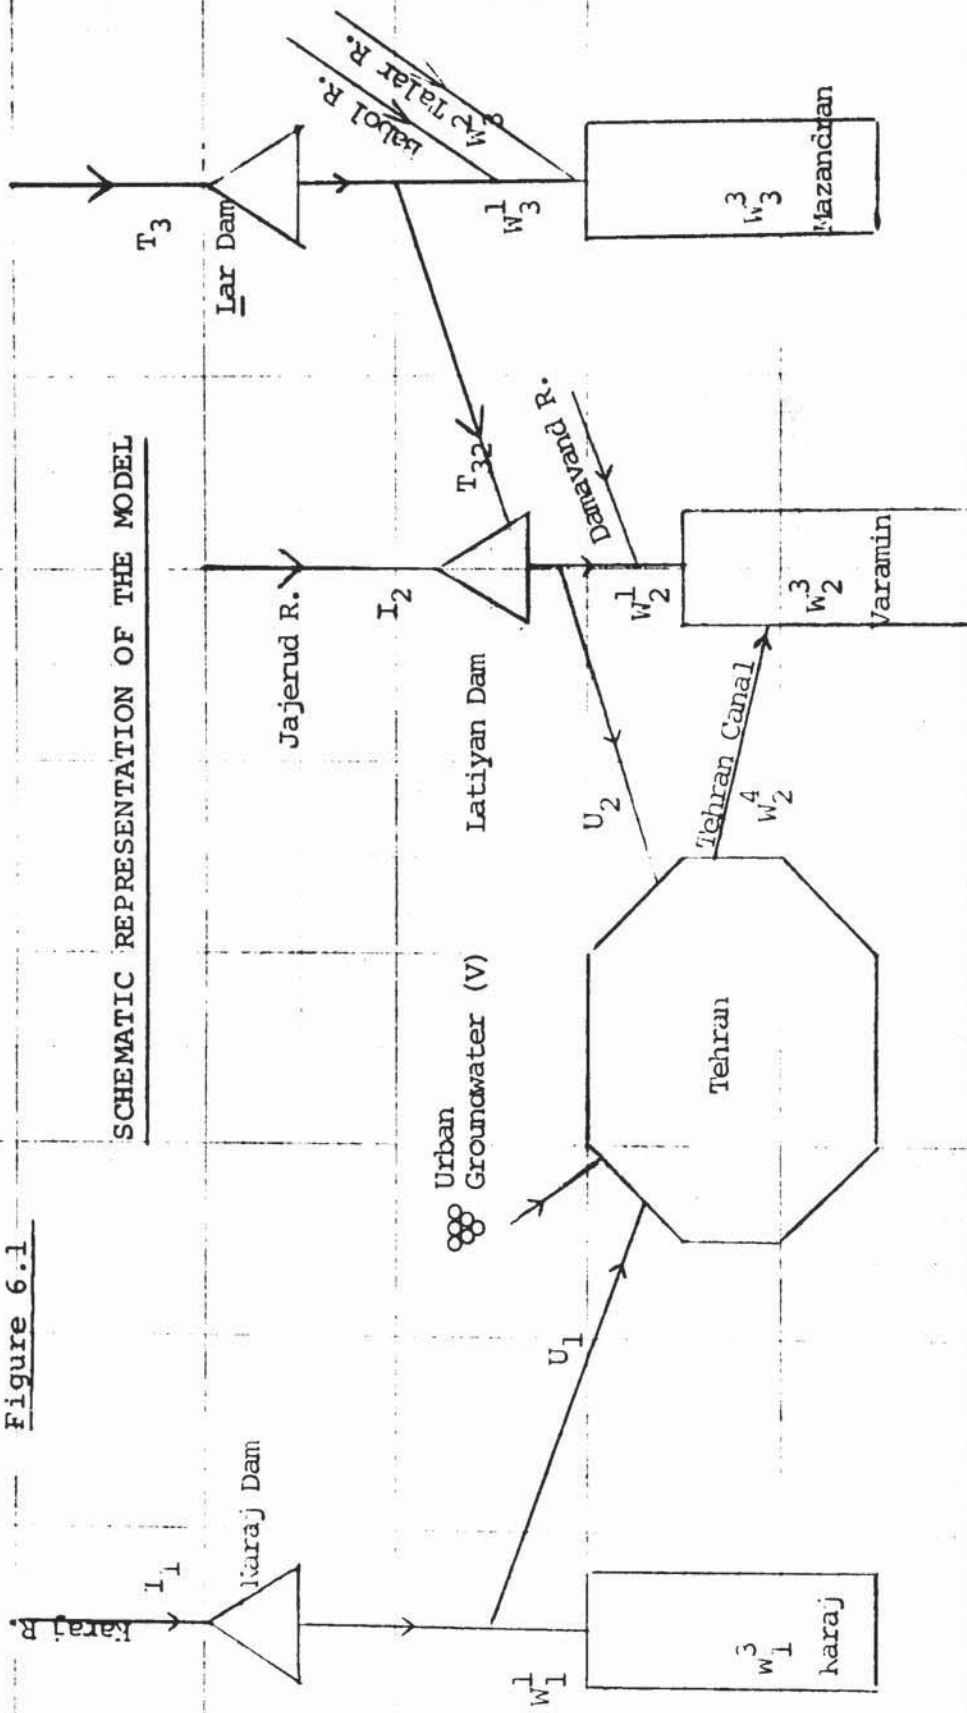 Figure 6.1
SCHEMATIC REPRESENTATION OF THE MODEL
Karaj R
I₁
Karaj Dam
W₁¹
W₁³
Karaj
U₁
Urban
Groundwater (V)
Tehran
Jajerud R.
I₂
Latiyan Dam
U₂
Tehran Canal
W₂⁴
Damavand R.
W₂¹
W₂³
Varamin
T₃₂
T₃
Lar Dam
Babol R.
Talar R.
W₃²
W₃¹
W₃³
Mazandran